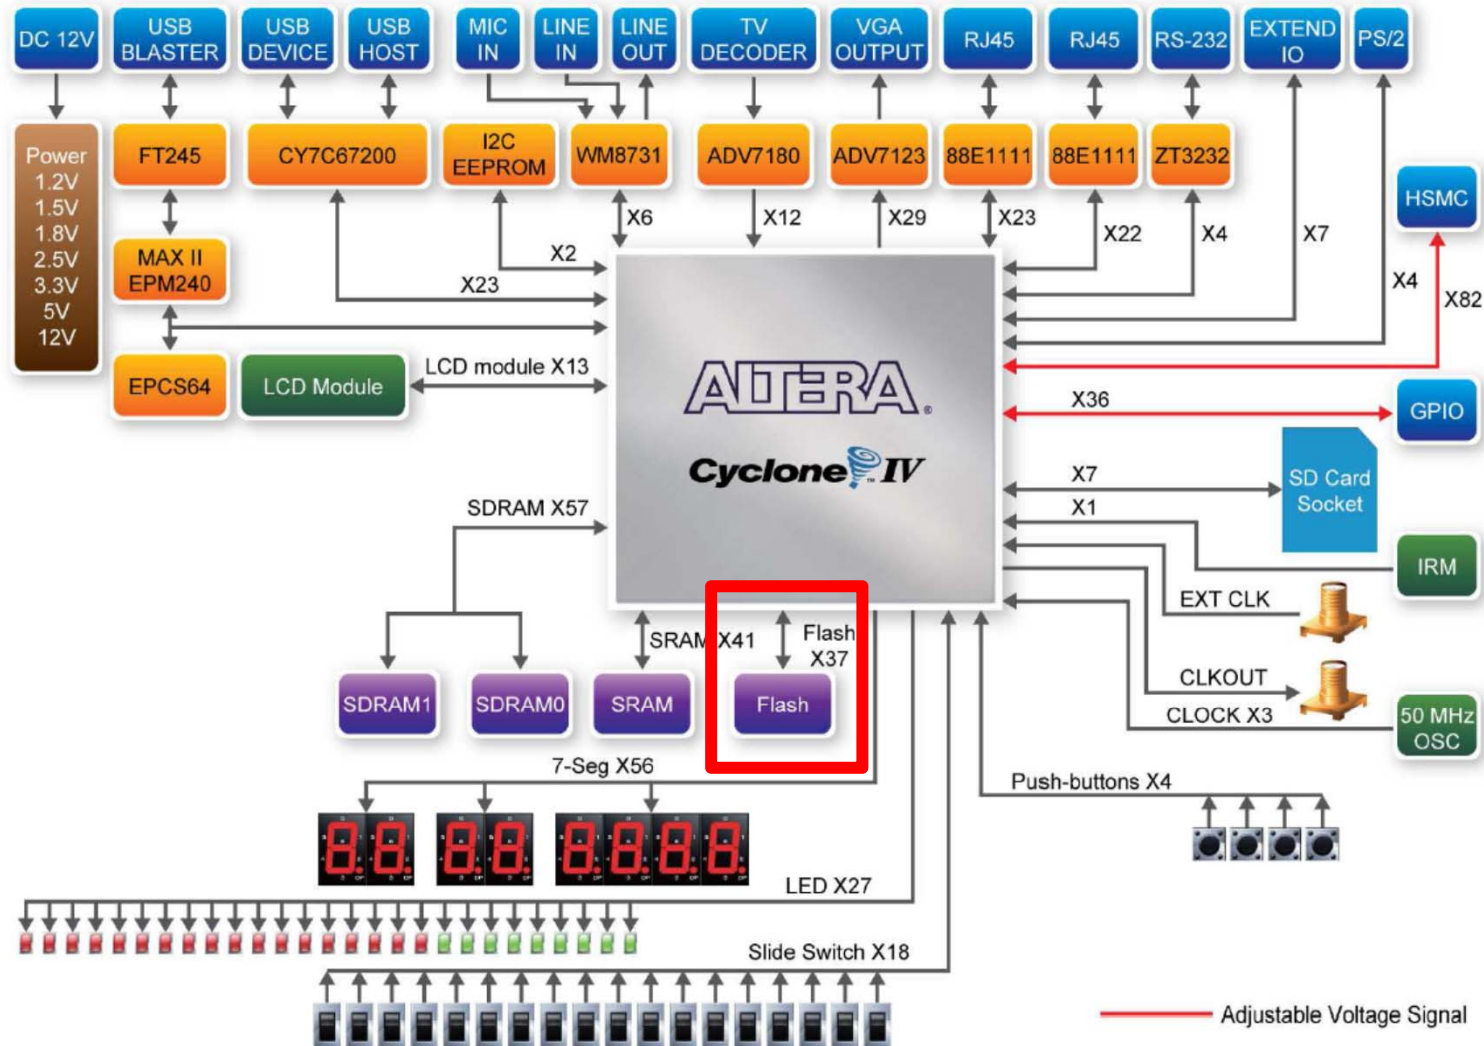 DC 12V
USB
BLASTER
USB
DEVICE
USB
HOST
MIC
IN
LINE
IN
LINE
OUT
TV
DECODER
VGA
OUTPUT
RJ45
RJ45
RS-232
EXTEND
IO
PS/2
Power
1.2V
1.5V
1.8V
2.5V
3.3V
5V
12V
FT245
CY7C67200
I2C
EEPROM
WM8731
ADV7180
ADV7123
88E1111
88E1111
ZT3232
HSMC
X6
X12
X29
X23
X22
X4
X7
X4
X82
MAX II
EPM240
X2
X23
EPCS64
LCD Module
LCD module X13
ALTERA®
Cyclone™ IV
X36
GPIO
X7
SD Card
Socket
X1
IRM
SDRAM X57
EXT CLK
SRAM X41
Flash
X37
SDRAM1
SDRAM0
SRAM
Flash
CLKOUT
CLOCK X3
50 MHz
OSC
7-Seg X56
Push-buttons X4
LED X27
Slide Switch X18
Adjustable Voltage Signal